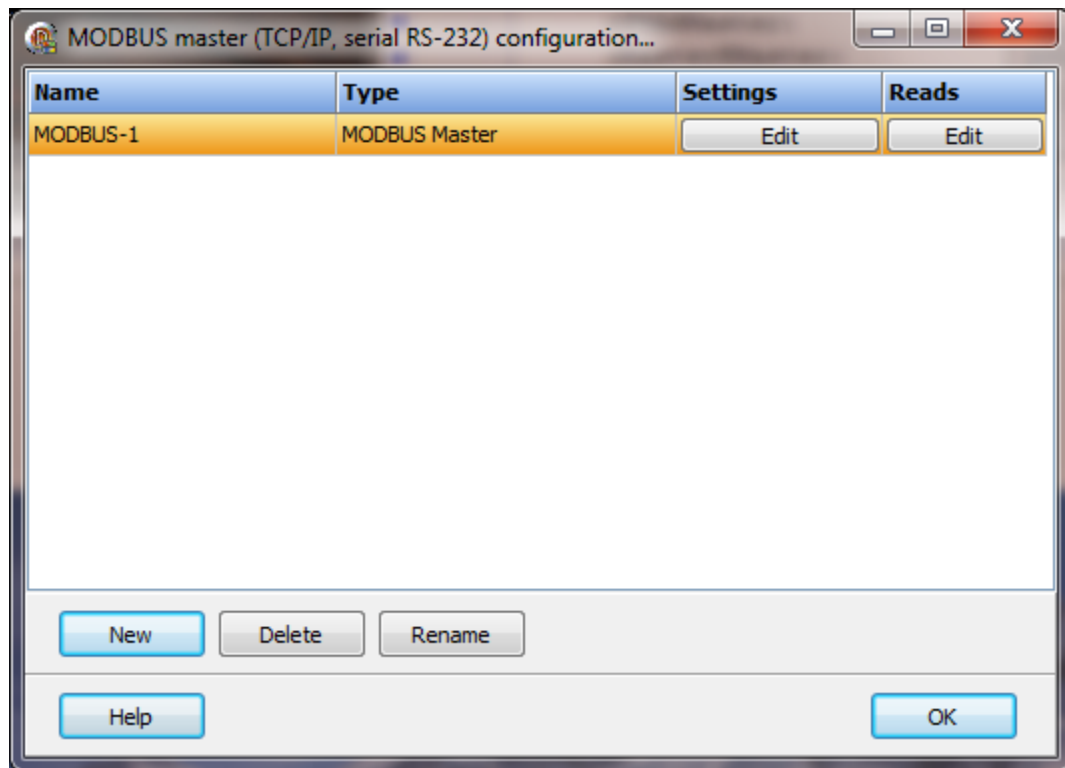 MODBUS master (TCP/IP, serial RS-232) configuration...
Name Type Settings Reads
MODBUS-1 MODBUS Master Edit Edit
New Delete Rename
Help OK